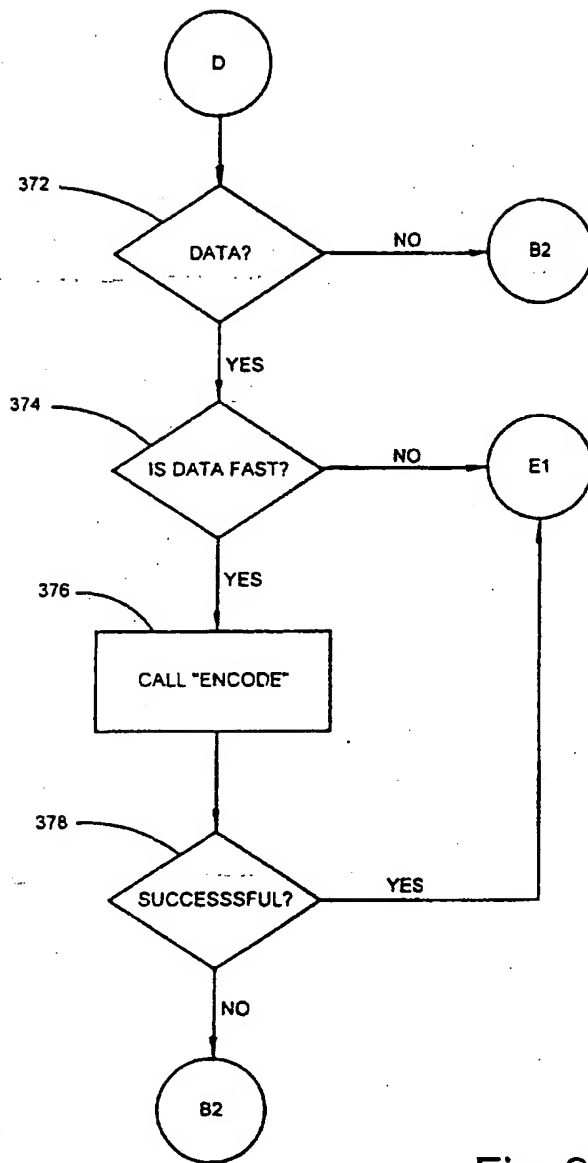 D
372
DATA?
NO
B2
YES
374
IS DATA FAST?
NO
E1
YES
376
CALL "ENCODE"
378
SUCCESSSFUL?
YES
NO
B2